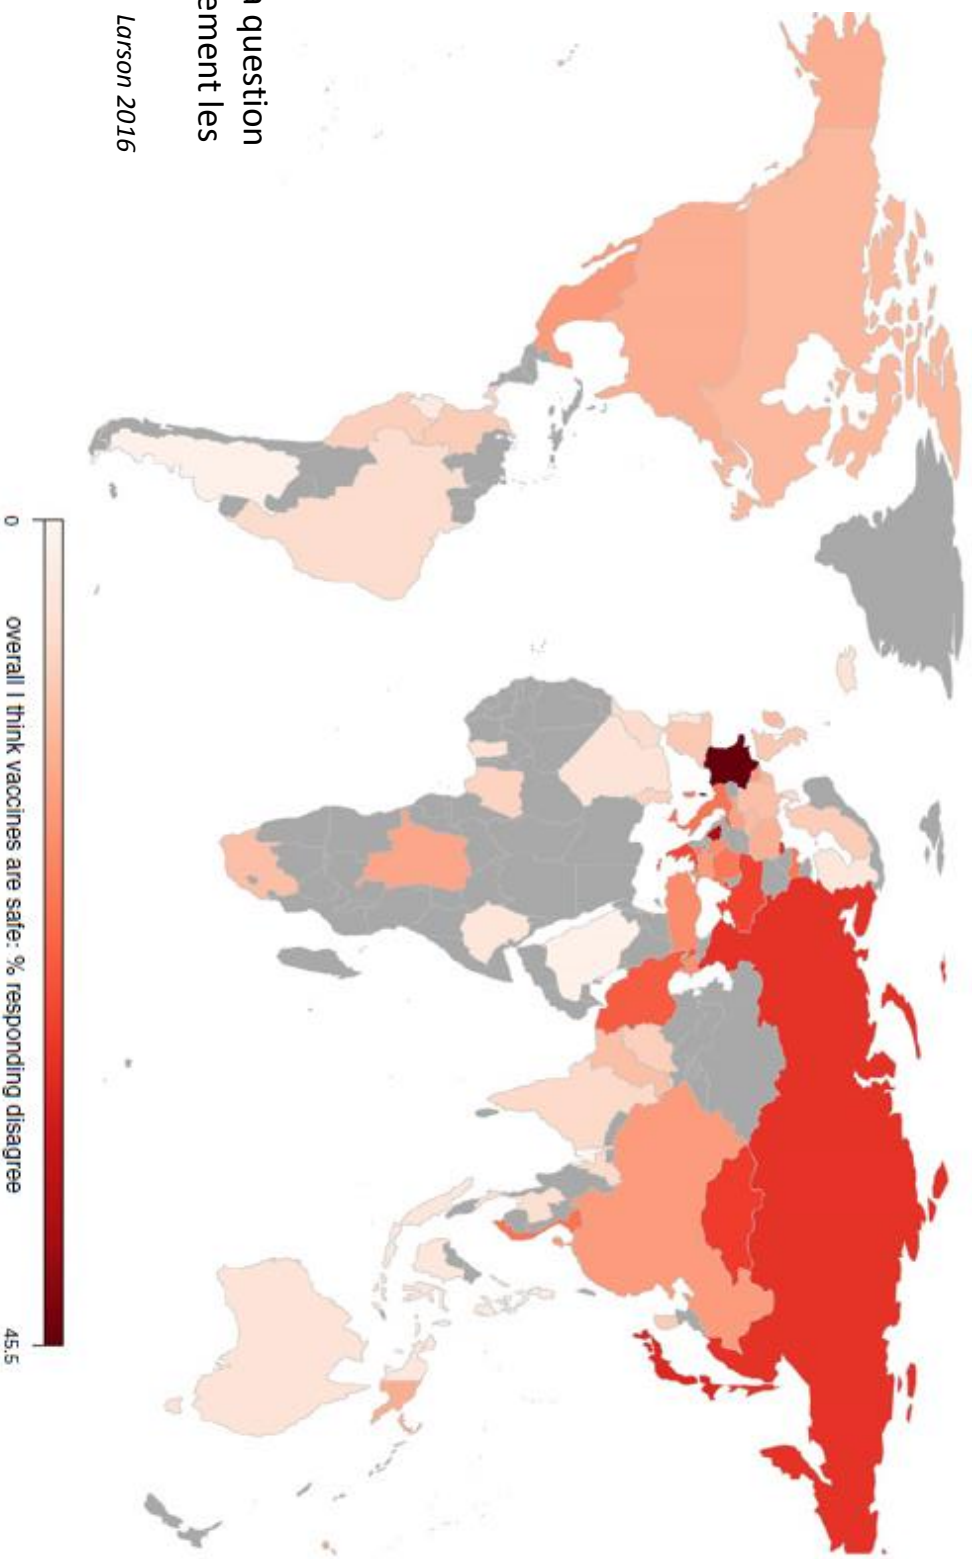 question
ement les
Larson 2016
0
45.5
overall I think vaccines are safe: % responding disagree